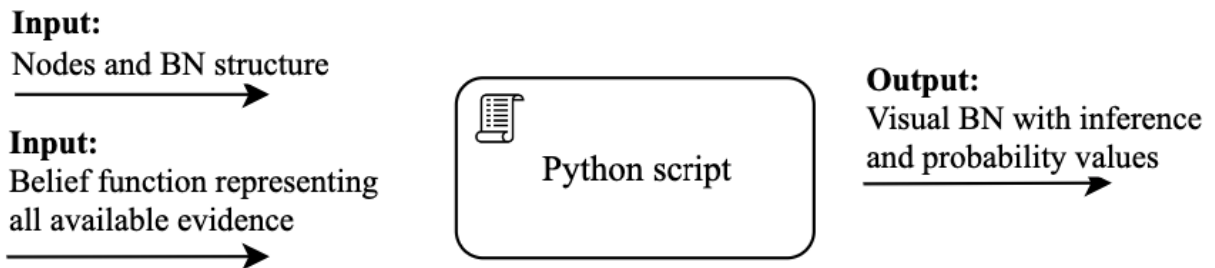 Input:
Nodes and BN structure
Input:
Belief function representing
all available evidence
Python script
Output:
Visual BN with inference
and probability values